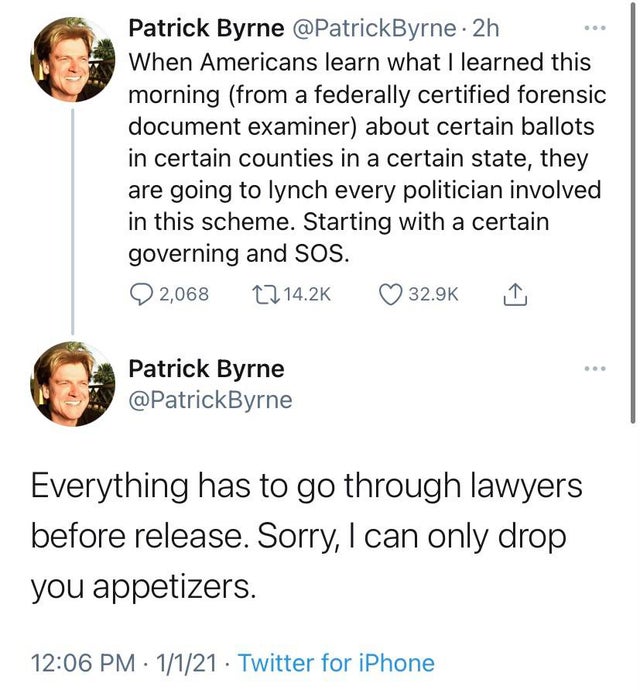 Patrick Byrne @PatrickByrne · 2h
When Americans learn what I learned this
morning (from a federally certified forensic
document examiner) about certain ballots
in certain counties in a certain state, they
are going to lynch every politician involved
in this scheme. Starting with a certain
governing and SOS.
2,068 14.2K 32.9K
Patrick Byrne
@PatrickByrne
Everything has to go through lawyers
before release. Sorry, I can only drop
you appetizers.
12:06 PM · 1/1/21 · Twitter for iPhone